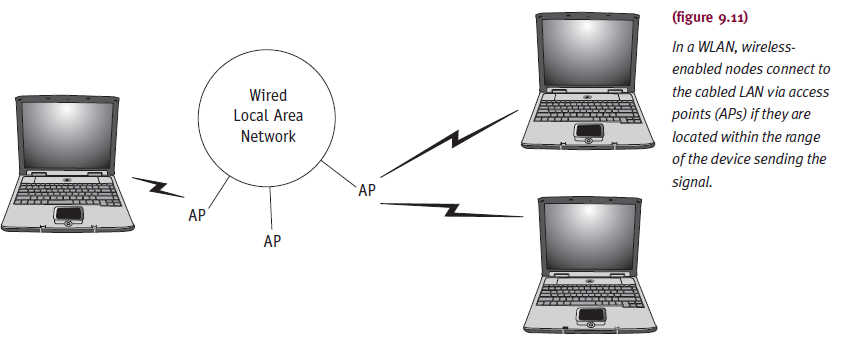 Wired
Local Area
Network
AP
AP
AP
(figure 9.11)
In a WLAN, wireless-
enabled nodes connect to
the cabled LAN via access
points (APs) if they are
located within the range
of the device sending the
signal.